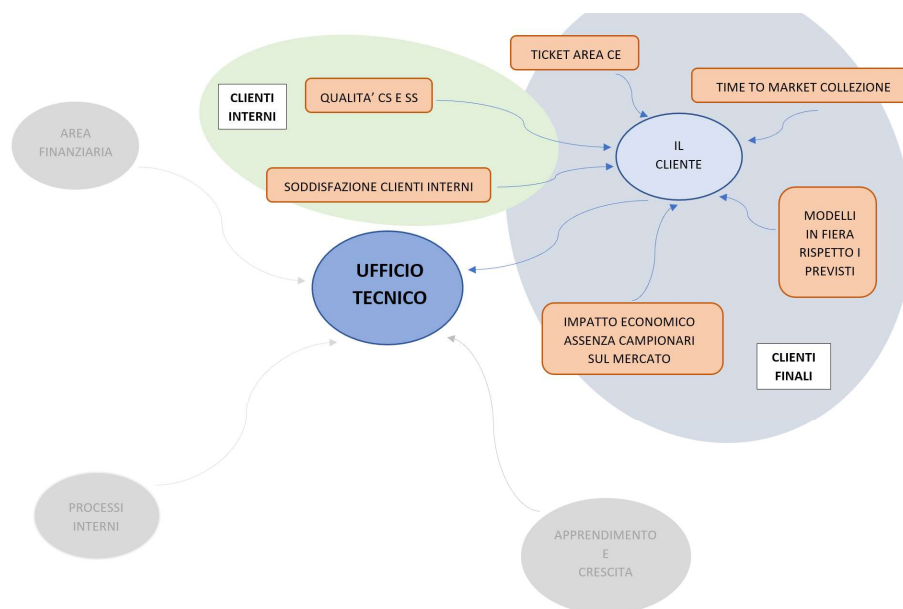 TICKET AREA CE
CLIENTI
INTERNI
QUALITA’ CS E SS
TIME TO MARKET COLLEZIONE
AREA
FINANZIARIA
IL
CLIENTE
SODDISFAZIONE CLIENTI INTERNI
MODELLI
IN FIERA
RISPETTO I
PREVISTI
UFFICIO
TECNICO
IMPATTO ECONOMICO
ASSENZA CAMPIONARI
SUL MERCATO
CLIENTI
FINALI
PROCESSI
INTERNI
APPRENDIMENTO
E
CRESCITA